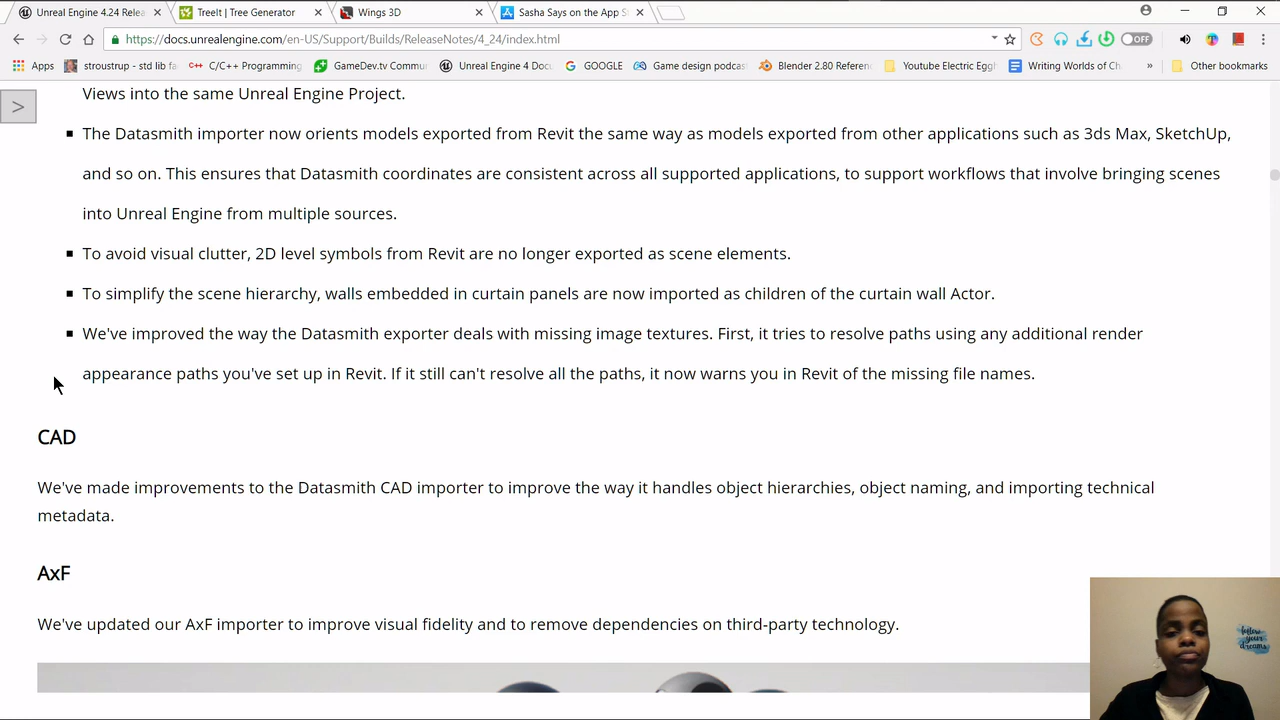 Unreal Engine 4.24 Relea
TreeIt | Tree Generator
Wings 3D
Sasha Says on the App S
https://docs.unrealengine.com/en-US/Support/Builds/ReleaseNotes/4_24/index.html
OFF
Apps
stroustrup - std lib fa
C++
C/C++ Programming
GameDev.tv Commu
Unreal Engine 4 Docu
GOOGLE
Game design podcas
Blender 2.80 Referen
Youtube Electric Eggh
Writing Worlds of Ch
»
Other bookmarks
>
Views into the same Unreal Engine Project.
The Datasmith importer now orients models exported from Revit the same way as models exported from other applications such as 3ds Max, SketchUp,
and so on. This ensures that Datasmith coordinates are consistent across all supported applications, to support workflows that involve bringing scenes
into Unreal Engine from multiple sources.
To avoid visual clutter, 2D level symbols from Revit are no longer exported as scene elements.
To simplify the scene hierarchy, walls embedded in curtain panels are now imported as children of the curtain wall Actor.
We've improved the way the Datasmith exporter deals with missing image textures. First, it tries to resolve paths using any additional render
appearance paths you've set up in Revit. If it still can't resolve all the paths, it now warns you in Revit of the missing file names.
CAD
We've made improvements to the Datasmith CAD importer to improve the way it handles object hierarchies, object naming, and importing technical
metadata.
AxF
We've updated our AxF importer to improve visual fidelity and to remove dependencies on third-party technology.
follow
your
dreams